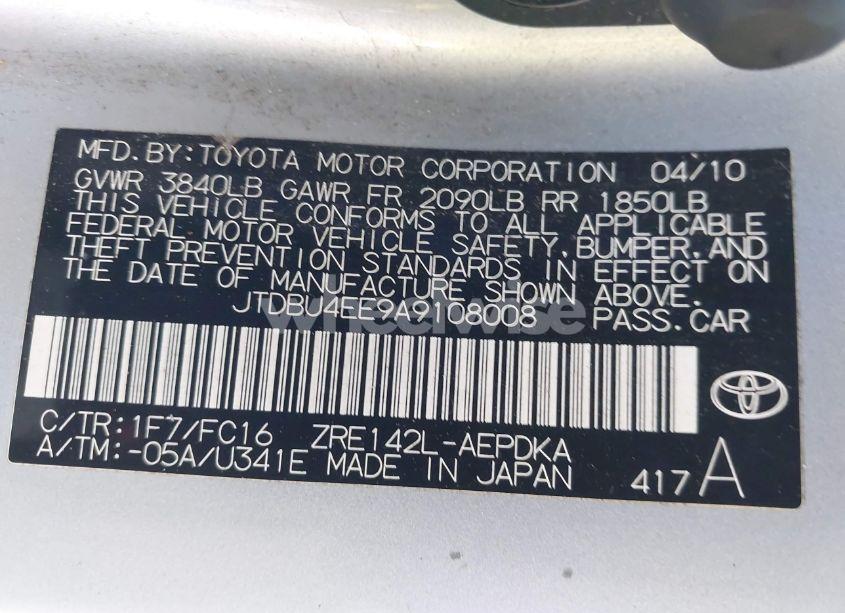 MFD.BY:TOYOTA MOTOR CORPORATION 04/10
GVWR 3840LB GAWR FR 2090LB RR 1850LB
THIS VEHICLE CONFORMS TO ALL APPLICABLE
FEDERAL MOTOR VEHICLE SAFETY,BUMPER,AND
THEFT PREVENTION STANDARDS IN EFFECT ON
THE DATE OF MANUFACTURE SHOWN ABOVE.
JTDBU4EE9A9108008 PASS.CAR
wheelwise
C/TR:1F7/FC16 ZRE142L-AEPDKA
A/TM:-05A/U341E MADE IN JAPAN 417A